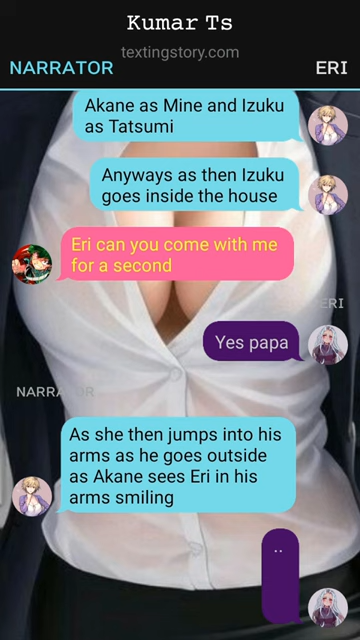 Kumar Ts
textingstory.com
NARRATOR
ERI
Akane as Mine and Izuku
as Tatsumi
Anyways as then Izuku
goes inside the house
Eri can you come with me
for a second
ERI
Yes papa
NARRATOR
As she then jumps into his
arms as he goes outside
as Akane sees Eri in his
arms smiling
..